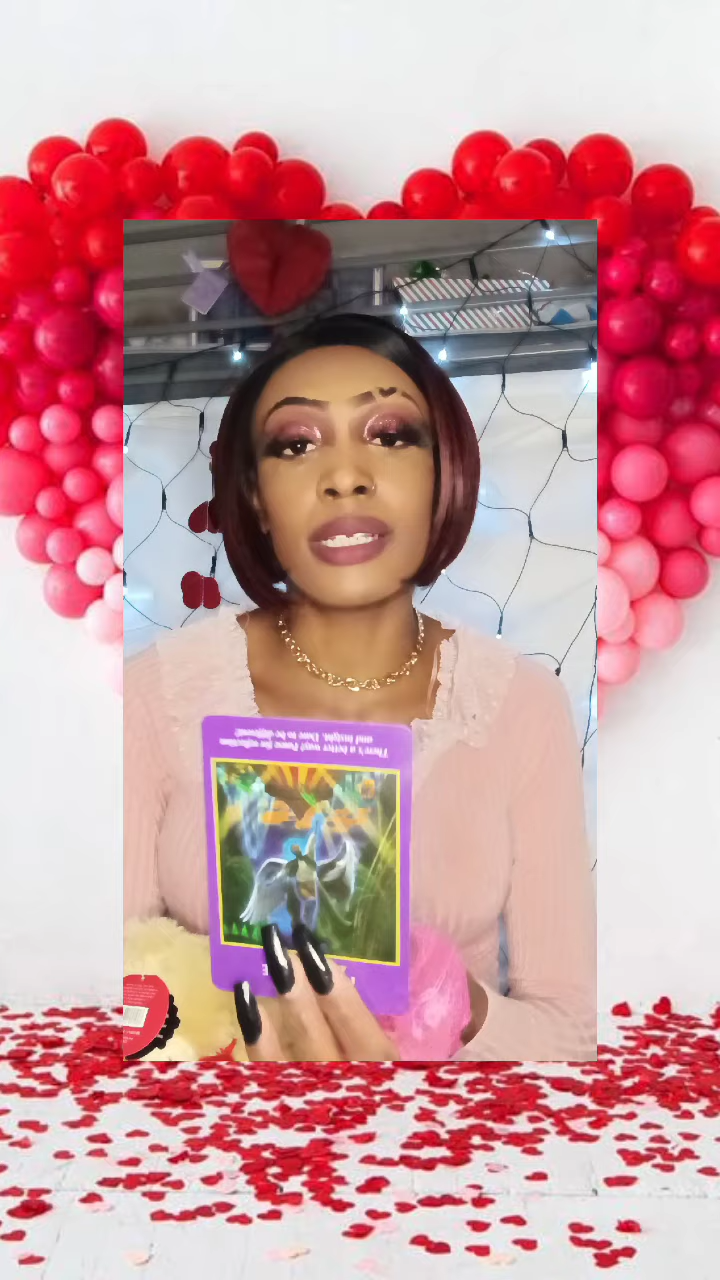 There's a better way! Pause for reflection
and insight. Dare to be different!